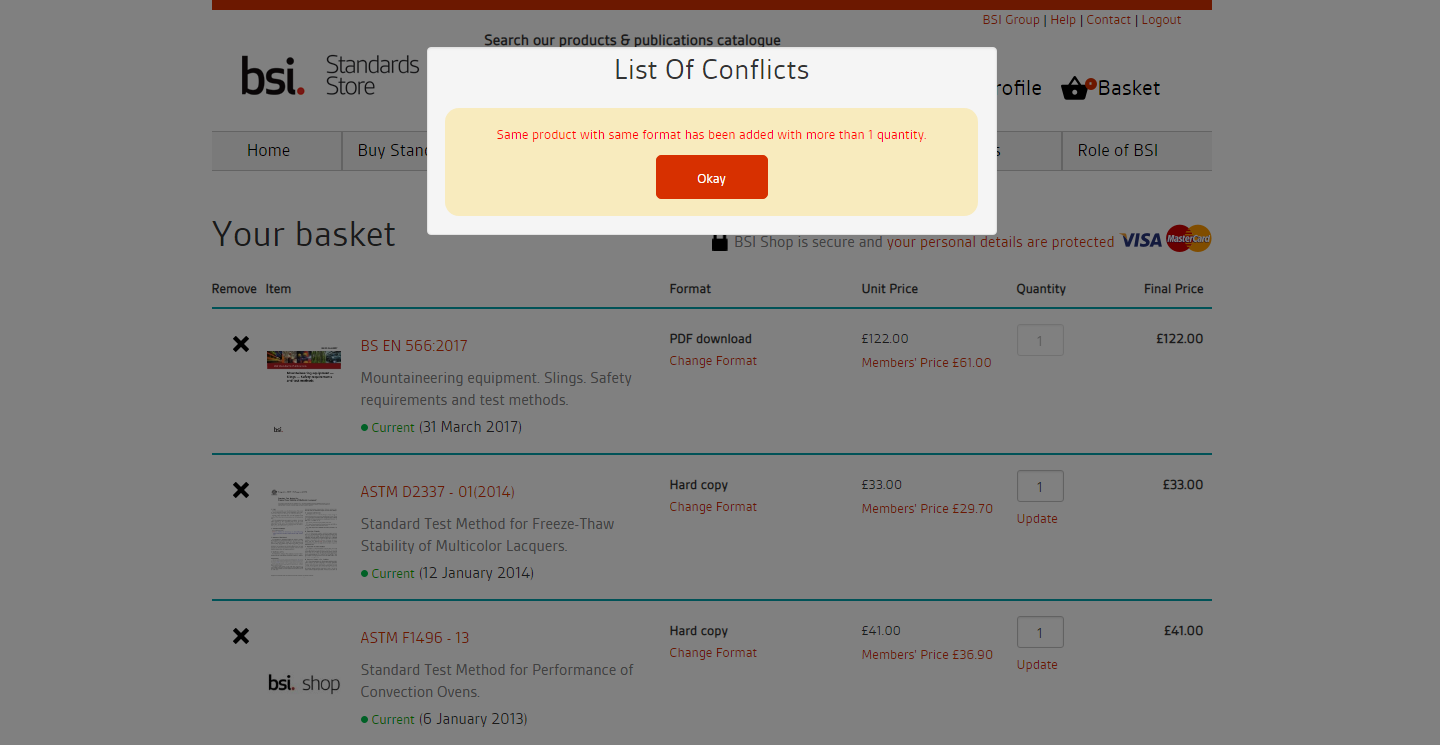 BSI Group | Help | Contact | Logout
Search our products & publications catalogue
bsi. Standards
Store
List Of Conflicts
rofile
Basket
Same product with same format has been added with more than 1 quantity.
Okay
Home
Buy Stan
s
Role of BSI
Your basket
BSI Shop is secure and your personal details are protected VISA MasterCard
Remove Item Format Unit Price Quantity Final Price
BS EN 566:2017
Mountaineering equipment. Slings. Safety
requirements and test methods.
Current (31 March 2017)
bsi.
PDF download
Change Format
£122.00
Members' Price £61.00
1
£122.00
ASTM D2337 - 01(2014)
Standard Test Method for Freeze-Thaw
Stability of Multicolor Lacquers.
Current (12 January 2014)
Hard copy
Change Format
£33.00
Members' Price £29.70
1
Update
£33.00
bsi. shop
ASTM F1496 - 13
Standard Test Method for Performance of
Convection Ovens.
Current (6 January 2013)
Hard copy
Change Format
£41.00
Members' Price £36.90
1
Update
£41.00